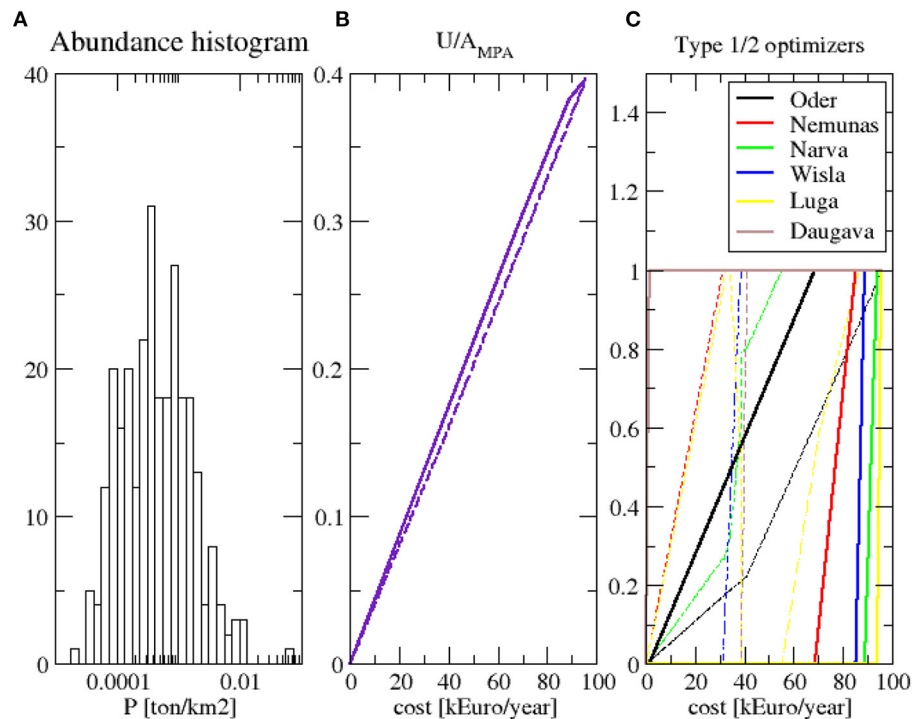 A
B
C
Abundance histogram
U/A_MPA
Type 1/2 optimizers
40
30
20
10
0
0.0001
0.01
P [ton/km2]
0.4
0.3
0.2
0.1
0
0
20
40
60
80
100
cost [kEuro/year]
1.4
1.2
1
0.8
0.6
0.4
0.2
0
0
20
40
60
80
100
cost [kEuro/year]
Oder
Nemunas
Narva
Wisla
Luga
Daugava